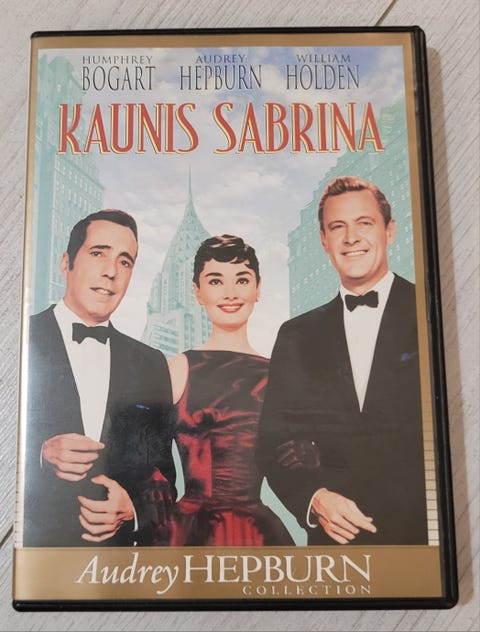 HUMPHREY AUDREY WILLIAM
BOGART HEPBURN HOLDEN
KAUNIS SABRINA
Audrey HEPBURN
COLLECTION